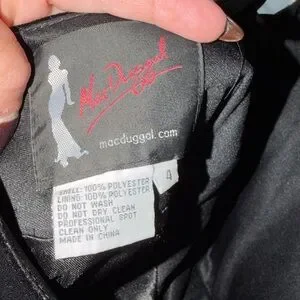 Mac Duggal
macduggal.com
SHELL: 100% POLYESTER
LINING 100% POLYESTER
DO NOT WASH
DO NOT DRY CLEAN
PROFESSIONAL SPOT
CLEAN ONLY
MADE IN CHINA
4